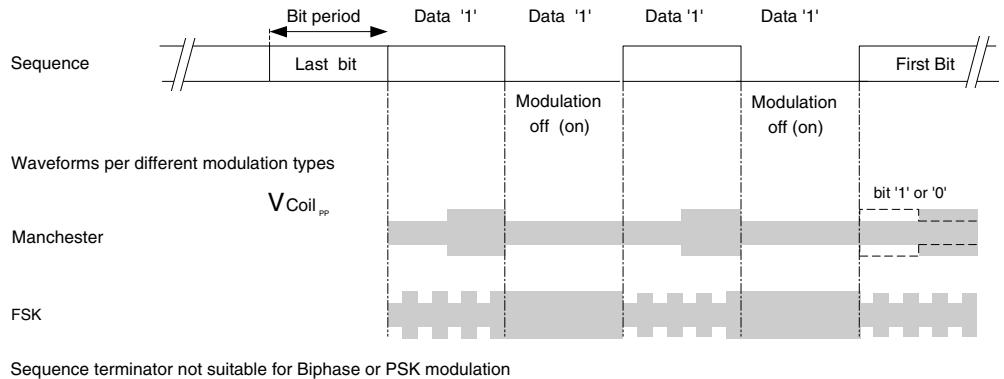 Bit period Data '1' Data '1' Data '1' Data '1'
Sequence Last bit First Bit
Modulation off (on) Modulation off (on)
Waveforms per different modulation types
VCoil PP
bit '1' or '0'
Manchester
FSK
Sequence terminator not suitable for Biphase or PSK modulation